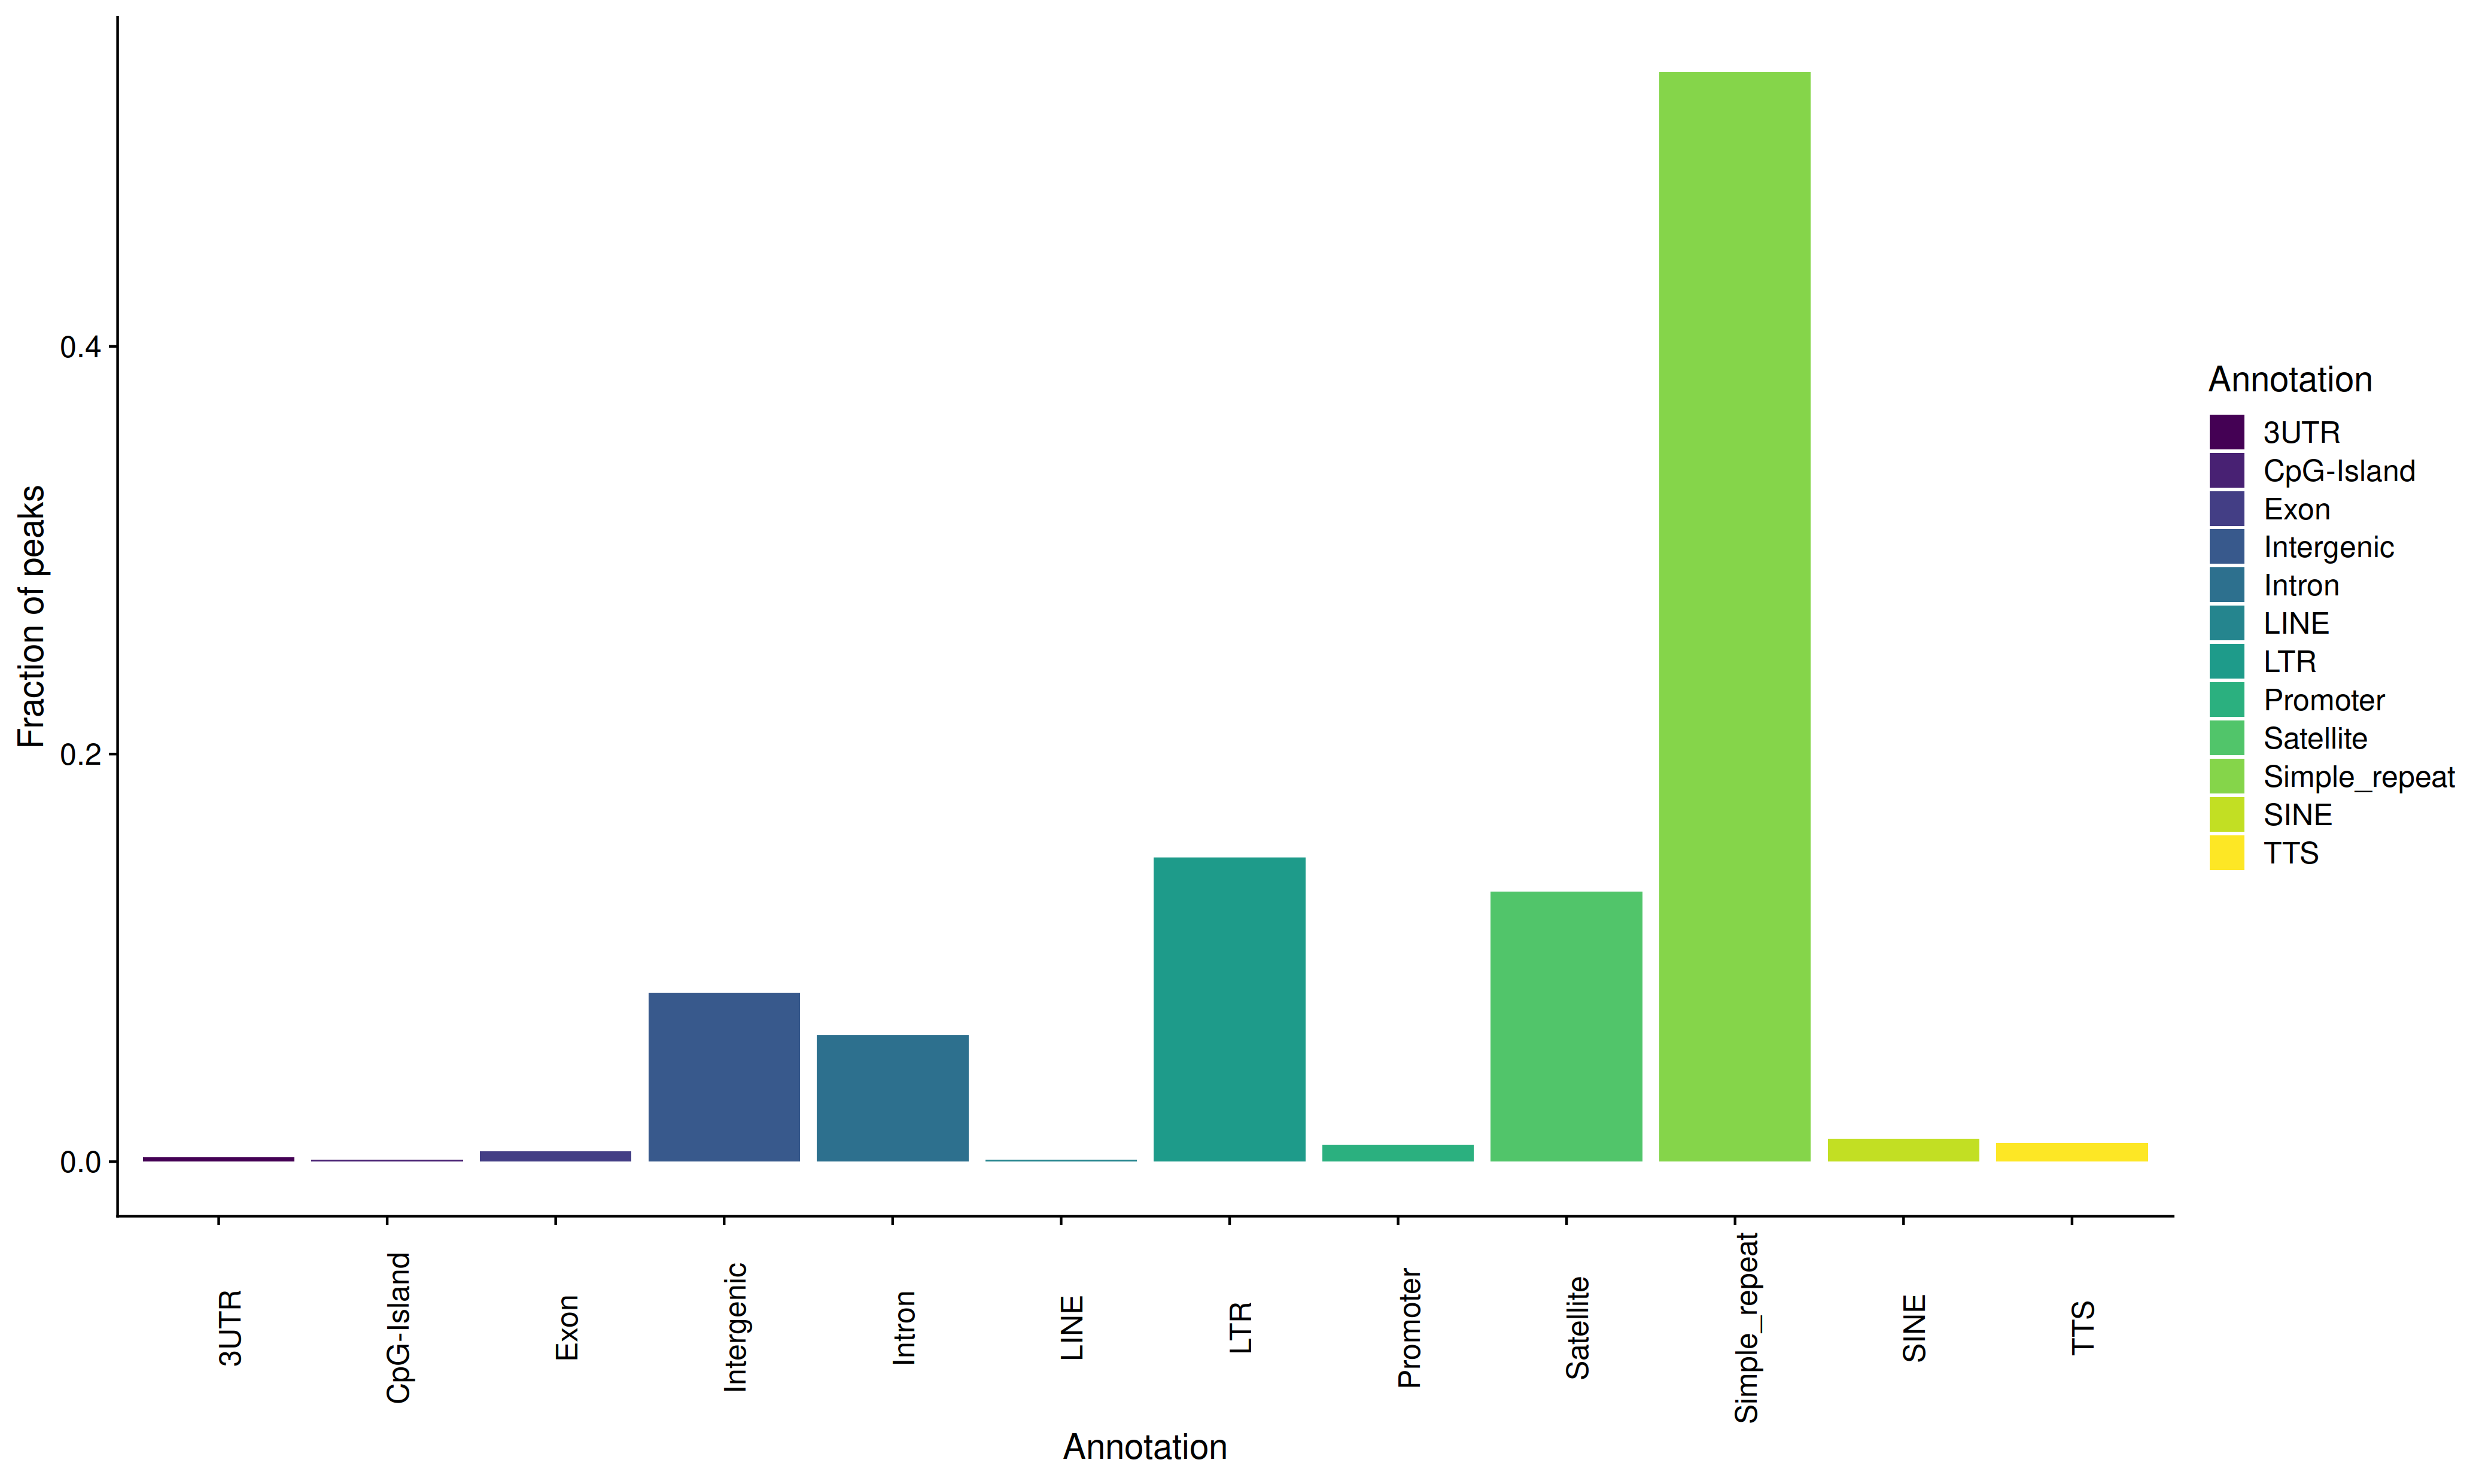 Fraction of peaks
0.4
0.2
0.0
3UTR
CpG-Island
Exon
Intergenic
Intron
LINE
LTR
Promoter
Satellite
Simple_repeat
SINE
TTS
Annotation
Annotation
3UTR
CpG-Island
Exon
Intergenic
Intron
LINE
LTR
Promoter
Satellite
Simple_repeat
SINE
TTS